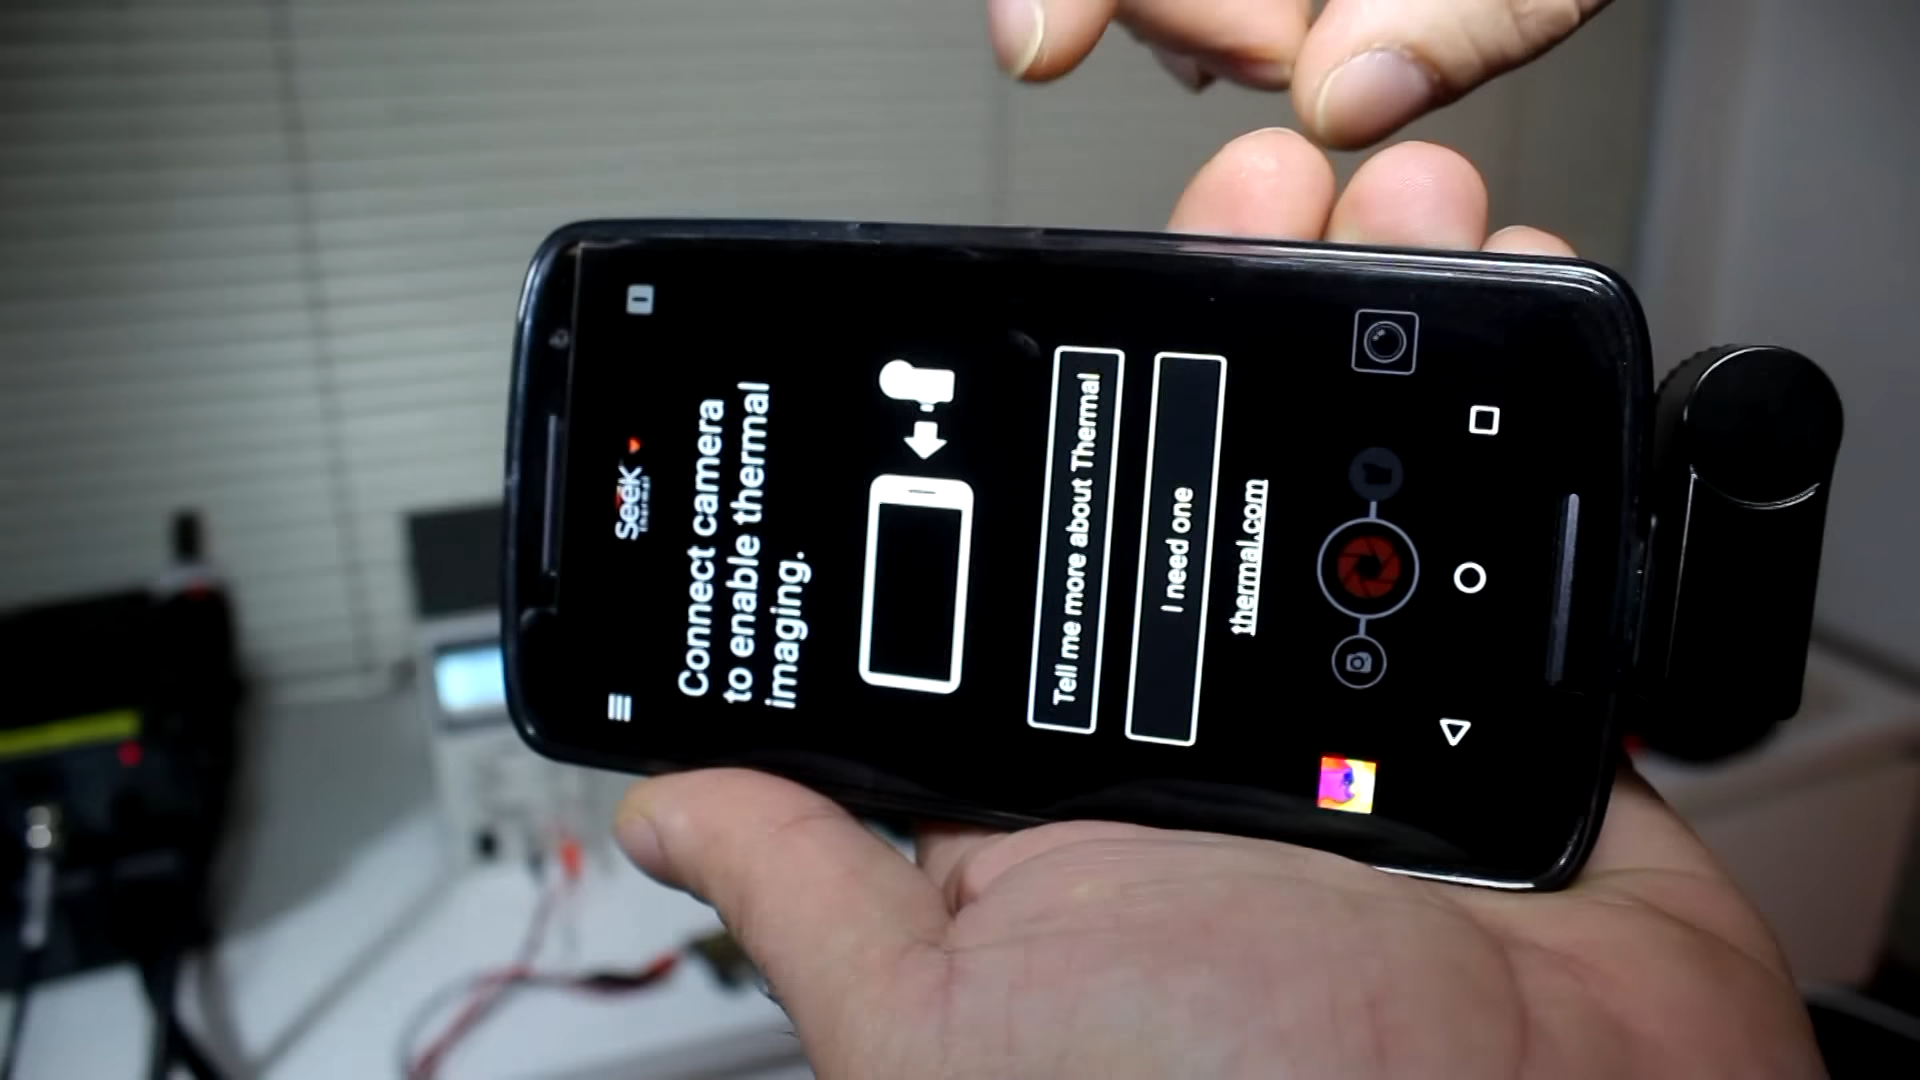 Seek
thermal
Connect camera
to enable thermal
imaging.
Tell me more about Thermal
I need one
thermal.com